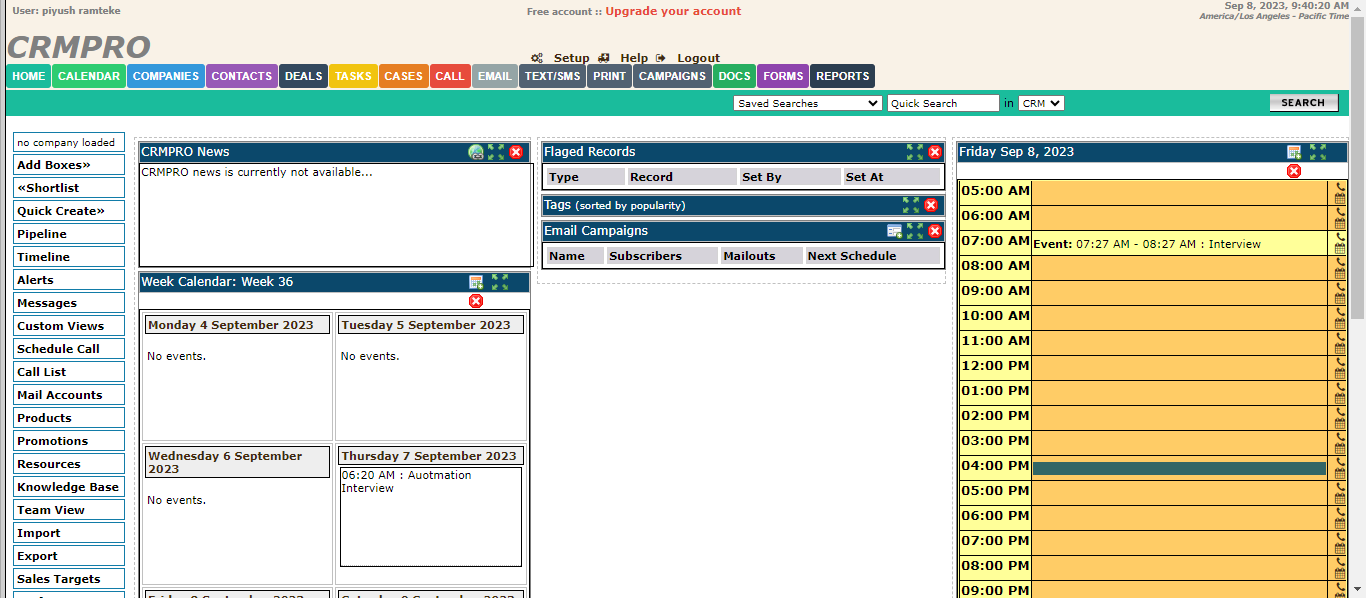 User: piyush ramteke
Free account :: Upgrade your account
Sep 8, 2023, 9:40:20 AM
America/Los Angeles - Pacific Time
CRMPRO
Setup Help Logout
HOME CALENDAR COMPANIES CONTACTS DEALS TASKS CASES CALL EMAIL TEXT/SMS PRINT CAMPAIGNS DOCS FORMS REPORTS
Saved Searches Quick Search in CRM SEARCH
no company loaded
Add Boxes»
«Shortlist
Quick Create»
Pipeline
Timeline
Alerts
Messages
Custom Views
Schedule Call
Call List
Mail Accounts
Products
Promotions
Resources
Knowledge Base
Team View
Import
Export
Sales Targets
CRMPRO News
CRMPRO news is currently not available...
Week Calendar: Week 36
Monday 4 September 2023
No events.
Tuesday 5 September 2023
No events.
Wednesday 6 September
2023
No events.
Thursday 7 September 2023
06:20 AM : Auotmation
Interview
Flaged Records
Type Record Set By Set At
Tags (sorted by popularity)
Email Campaigns
Name Subscribers Mailouts Next Schedule
Friday Sep 8, 2023
05:00 AM
06:00 AM
07:00 AM Event: 07:27 AM - 08:27 AM : Interview
08:00 AM
09:00 AM
10:00 AM
11:00 AM
12:00 PM
01:00 PM
02:00 PM
03:00 PM
04:00 PM
05:00 PM
06:00 PM
07:00 PM
08:00 PM
09:00 PM